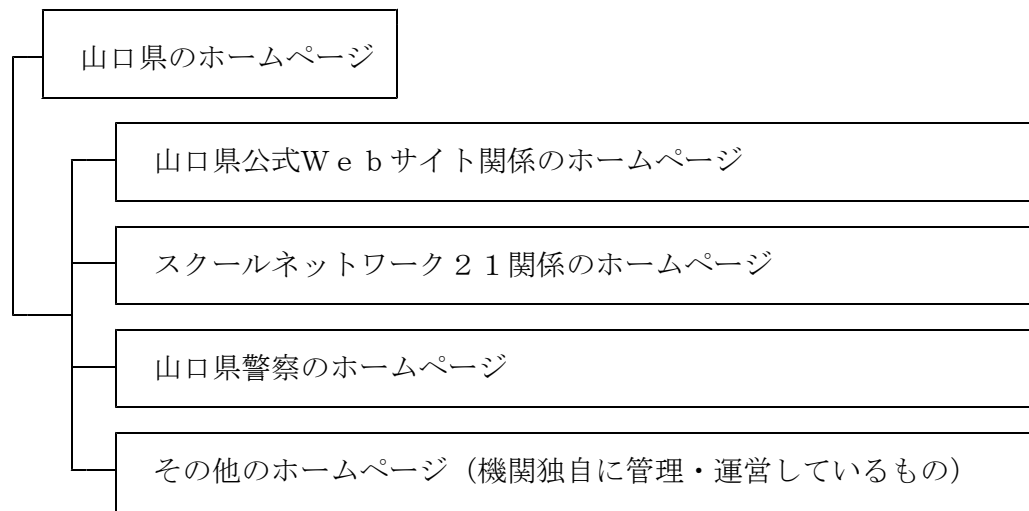 山口県のホームページ
山口県公式Ｗｅｂサイト関係のホームページ
スクールネットワーク２１関係のホームページ
山口県警察のホームページ
その他のホームページ（機関独自に管理・運営しているもの）